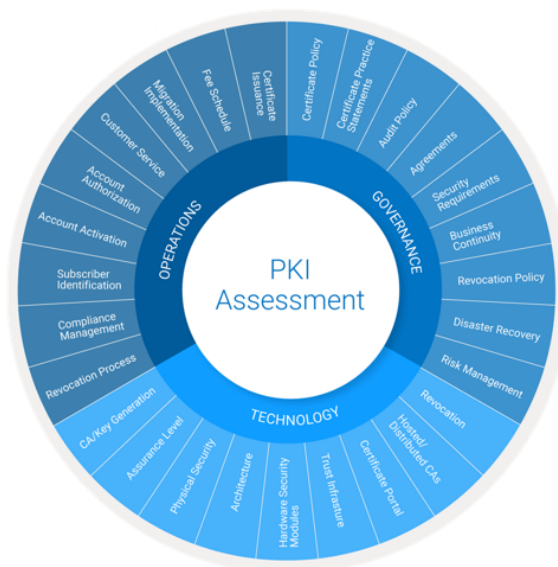 PKI
Assessment
GOVERNANCE
Certificate Policy
Certificate Practice
Statements
Audit Policy
Agreements
Security
Requirements
Business
Continuity
Revocation Policy
Disaster Recovery
Risk Management
TECHNOLOGY
Revocation
Hosted/
Distributed CAs
Certificate Portal
Trust Infrasture
Hardware Security
Modules
Architecture
Physical Security
Assurance Level
CA/Key Generation
OPERATIONS
Revocation Process
Compliance
Management
Subscriber
Identification
Account Activation
Account
Authorization
Customer Service
Migration
Implementation
Fee Schedule
Certificate
Issuance